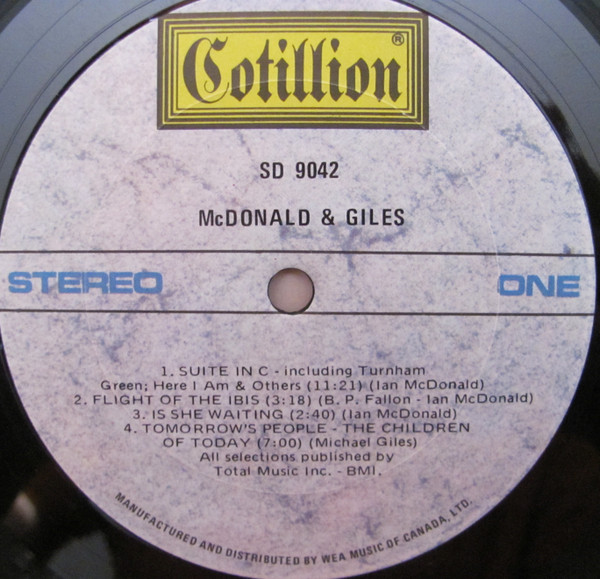 Cotillion®
SD 9042
McDONALD & GILES
STEREO
ONE
1. SUITE IN C - including Turnham
Green; Here I Am & Others (11:21) (Ian McDonald)
2. FLIGHT OF THE IBIS (3:18) (B. P. Fallon - Ian McDonald)
3. IS SHE WAITING (2:40) (Ian McDonald)
4. TOMORROW'S PEOPLE - THE CHILDREN
OF TODAY (7:00) (Michael Giles)
All selections published by
Total Music Inc. - BMI.
MANUFACTURED AND DISTRIBUTED BY WEA MUSIC OF CANADA, LTD.